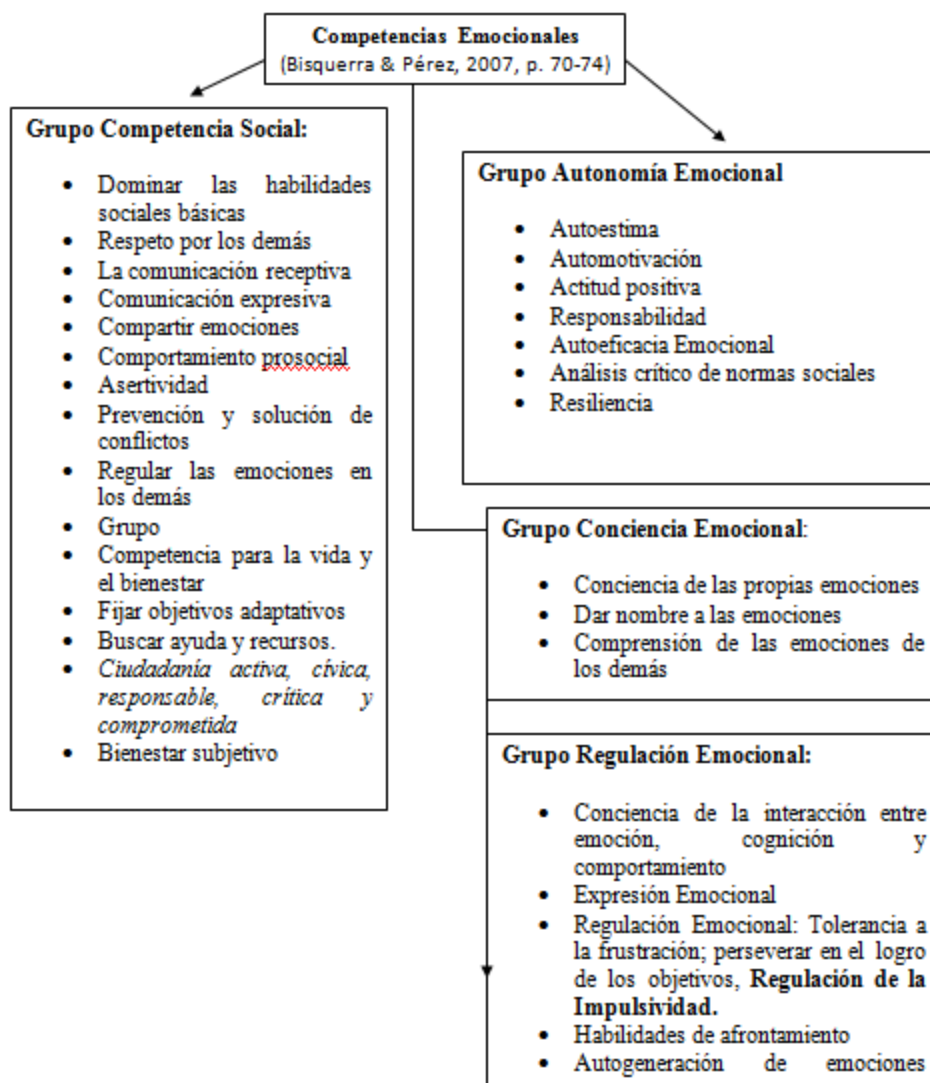 Competencias Emocionales
(Bisquerra & Pérez, 2007, p. 70-74)
Grupo Competencia Social:
• Dominar las habilidades
sociales básicas
• Respeto por los demás
• La comunicación receptiva
• Comunicación expresiva
• Compartir emociones
• Comportamiento prosocial
• Asertividad
• Prevención y solución de
conflictos
• Regular las emociones en
los demás
• Grupo
• Competencia para la vida y
el bienestar
• Fijar objetivos adaptativos
• Buscar ayuda y recursos.
• Ciudadanía activa, cívica,
responsable, crítica y
comprometida
• Bienestar subjetivo
Grupo Autonomía Emocional
• Autoestima
• Automotivación
• Actitud positiva
• Responsabilidad
• Autoeficacia Emocional
• Análisis crítico de normas sociales
• Resiliencia
Grupo Conciencia Emocional:
• Conciencia de las propias emociones
• Dar nombre a las emociones
• Comprensión de las emociones de
los demás
Grupo Regulación Emocional:
• Conciencia de la interacción entre
emoción, cognición y
comportamiento
• Expresión Emocional
• Regulación Emocional: Tolerancia a
la frustración; perseverar en el logro
de los objetivos, Regulación de la
Impulsividad.
• Habilidades de afrontamiento
• Autogeneración de emociones